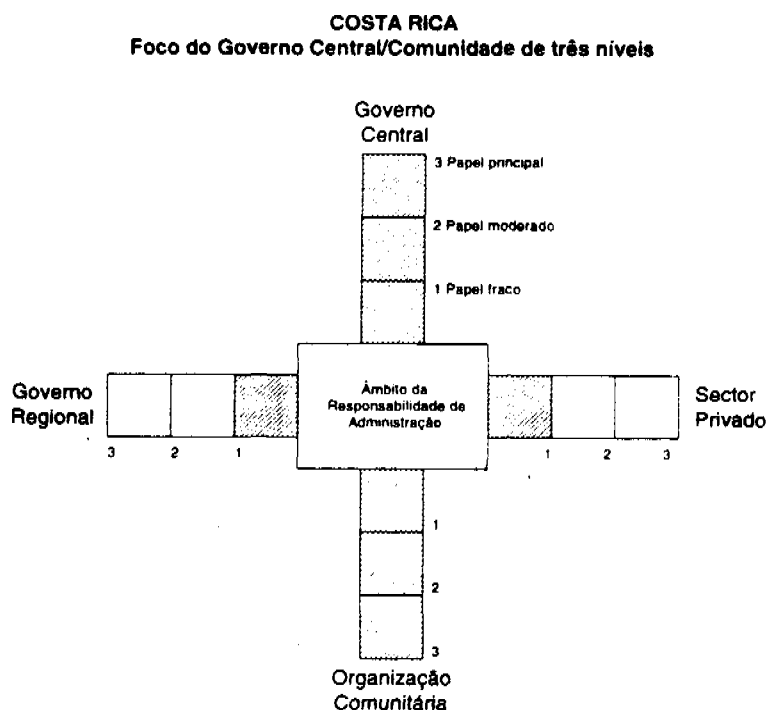 COSTA RICA
Foco do Governo Central/Comunidade de três níveis
Governo
Central
3 Papel principal
2 Papel moderado
1 Papel fraco
Governo
Regional
Âmbito da
Responsabilidade de
Administração
Sector
Privado
3 2 1
1 2 3
1
2
3
Organização
Comunitária